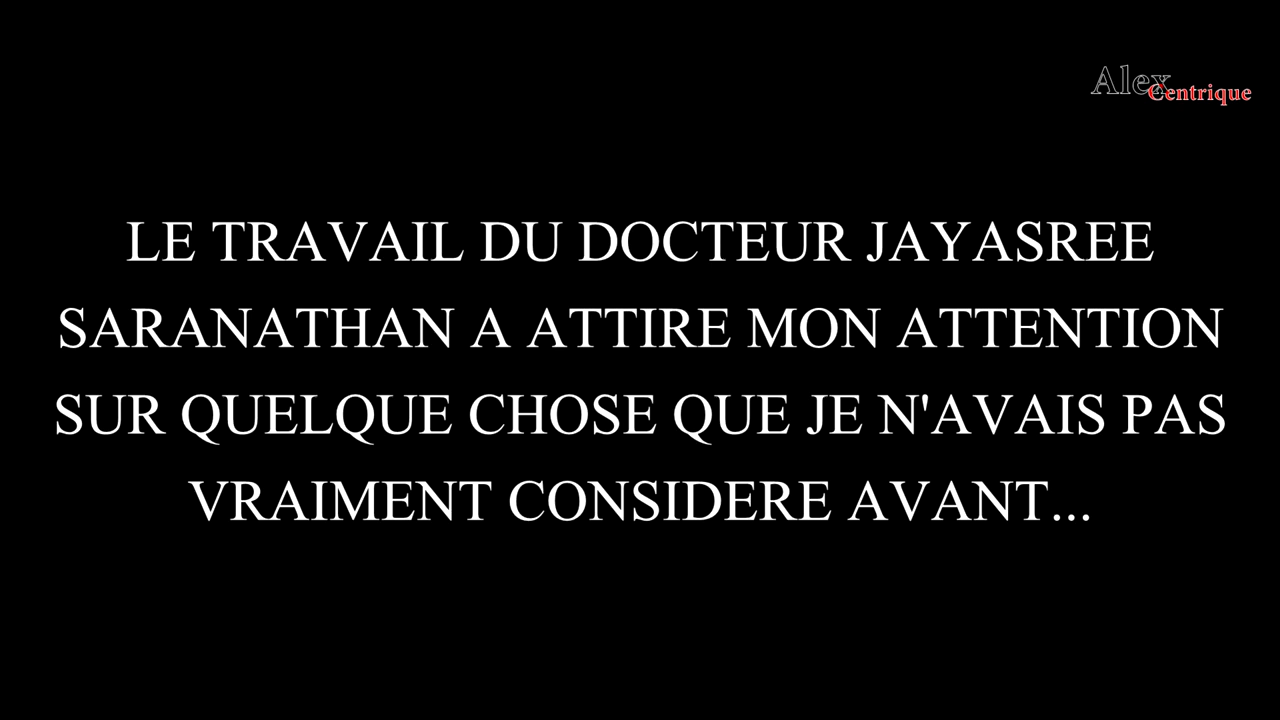 Alex
Centrique
LE TRAVAIL DU DOCTEUR JAYASREE
SARANATHAN A ATTIRE MON ATTENTION
SUR QUELQUE CHOSE QUE JE N'AVAIS PAS
VRAIMENT CONSIDERE AVANT...